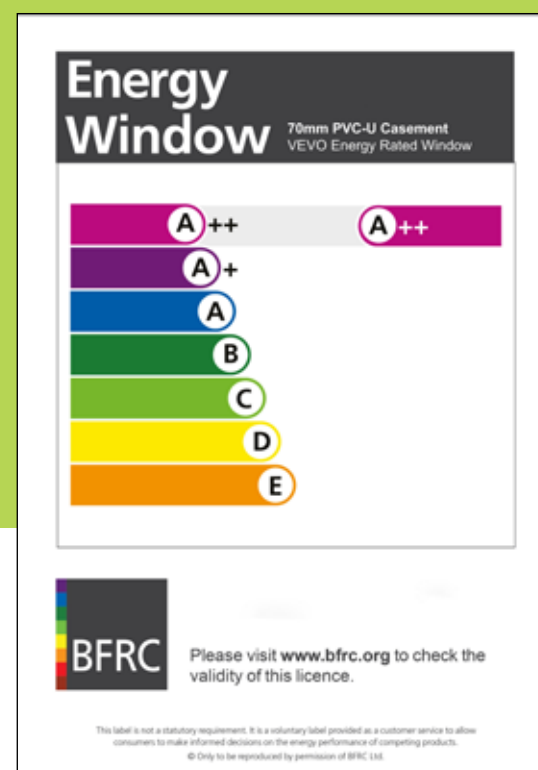 Energy
Window
70mm PVC-U Casement
VEVO Energy Rated Window
A++ A++
A+
A
B
C
D
E
BFRC
Please visit www.bfrc.org to check the
validity of this licence.
This label is not a statutory requirement. It is a voluntary label provided as a customer service to allow
consumers to make informed decisions on the energy performance of competing products.
© Only to be reproduced by permission of BFRC Ltd.